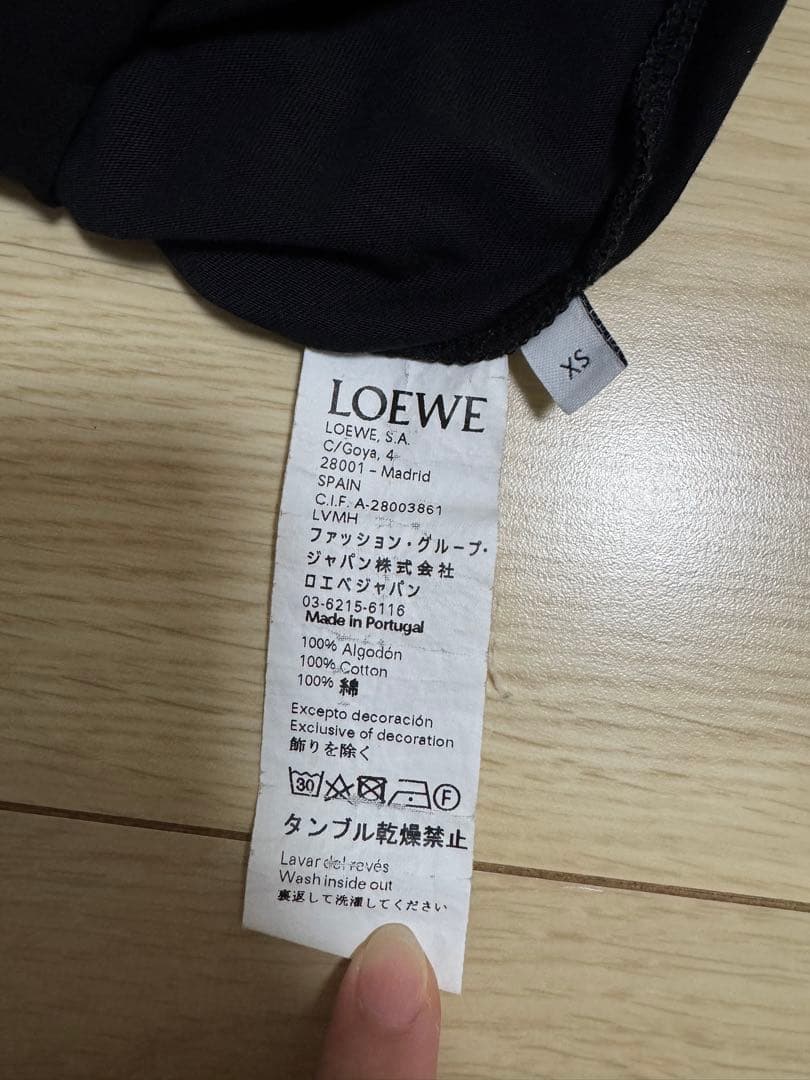 XS
LOEWE
LOEWE, S.A.
C/Goya, 4
28001 - Madrid
SPAIN
C.I.F. A-28003861
LVMH
ファッション・グループ・
ジャパン株式会社
ロエベジャパン
03-6215-6116
Made in Portugal
100% Algodón
100% Cotton
100% 綿
Excepto decoración
Exclusive of decoration
飾りを除く
30 F
タンブル乾燥禁止
Lavar del revés
Wash inside out
裏返して洗濯してください